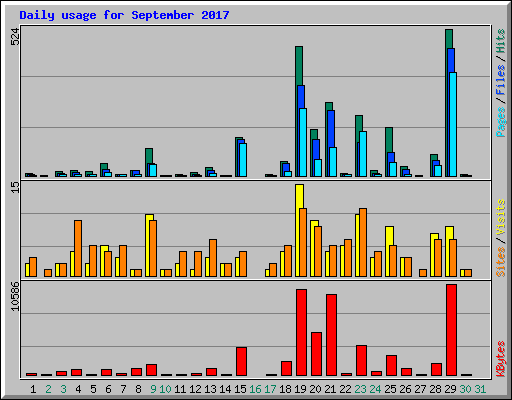 Daily usage for September 2017
524
Pages / Files / Hits
15
Sites / Visits
10586
KBytes
1 2 3 4 5 6 7 8 9 10 11 12 13 14 15 16 17 18 19 20 21 22 23 24 25 26 27 28 29 30 31